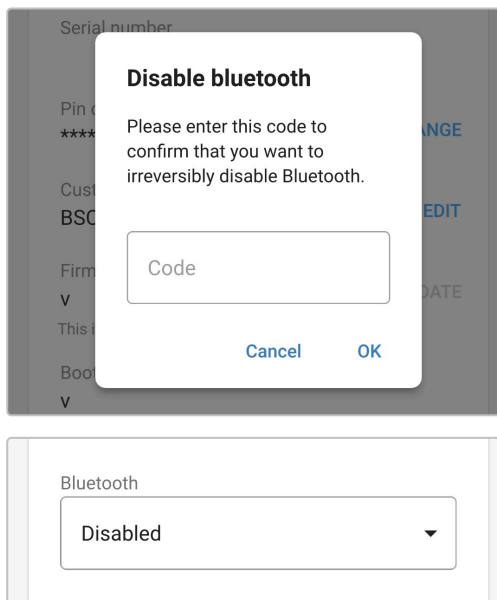 Serial number
Disable bluetooth
Please enter this code to
confirm that you want to
irreversibly disable Bluetooth.
Pin
****
ANGE
Cust
BSC
EDIT
Code
Firm
v
DATE
This i
Cancel
OK
Boot
v
Bluetooth
Disabled